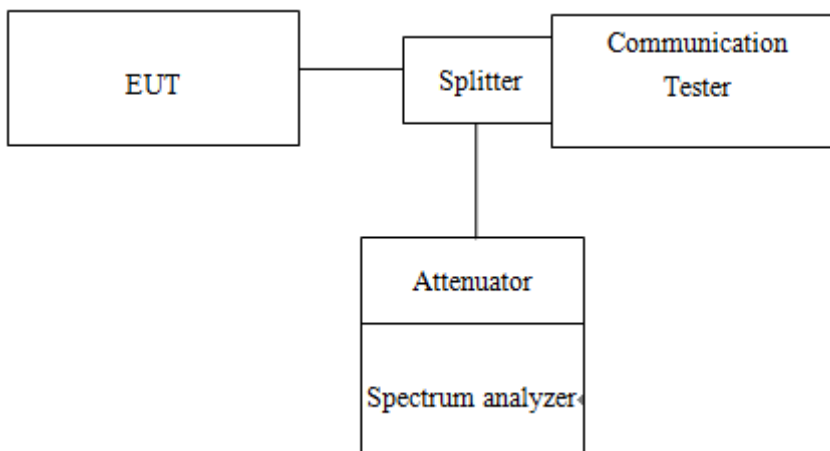 EUT
Splitter
Communication
Tester
Attenuator
Spectrum analyzer